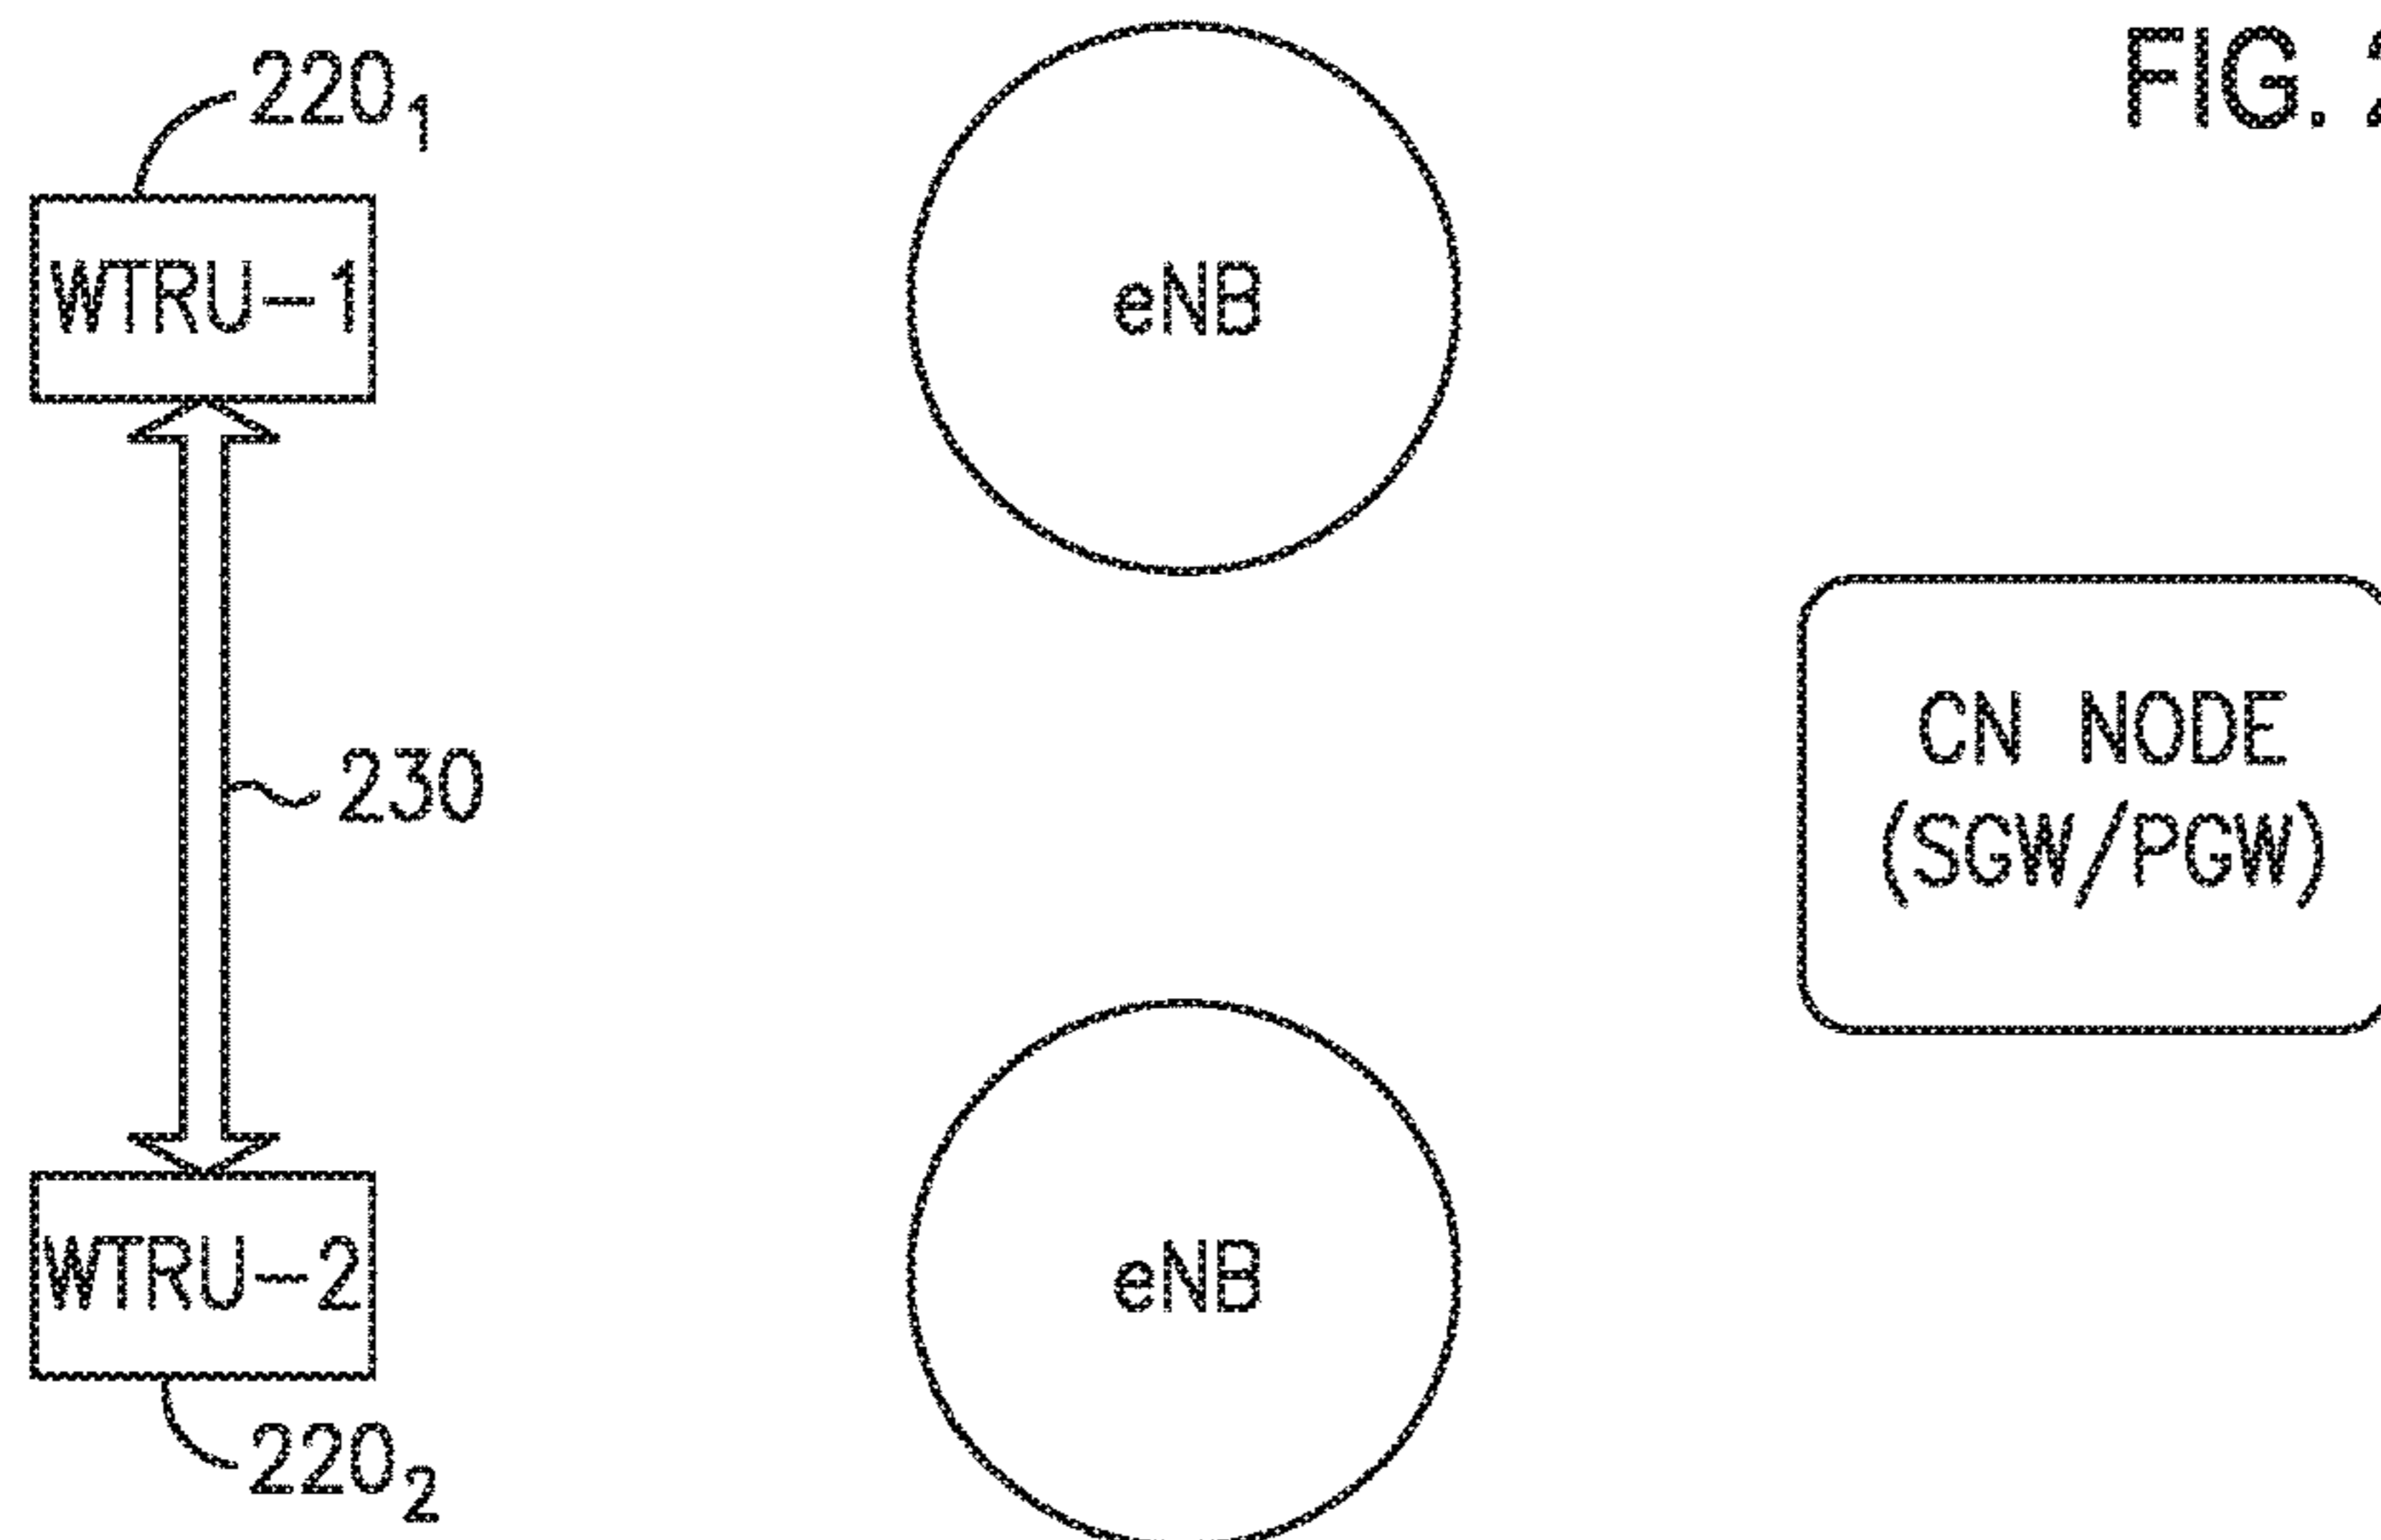 FIG. 2
220₁
WTRU-1
eNB
CN NODE
(SGW/PGW)
230
WTRU-2
eNB
220₂